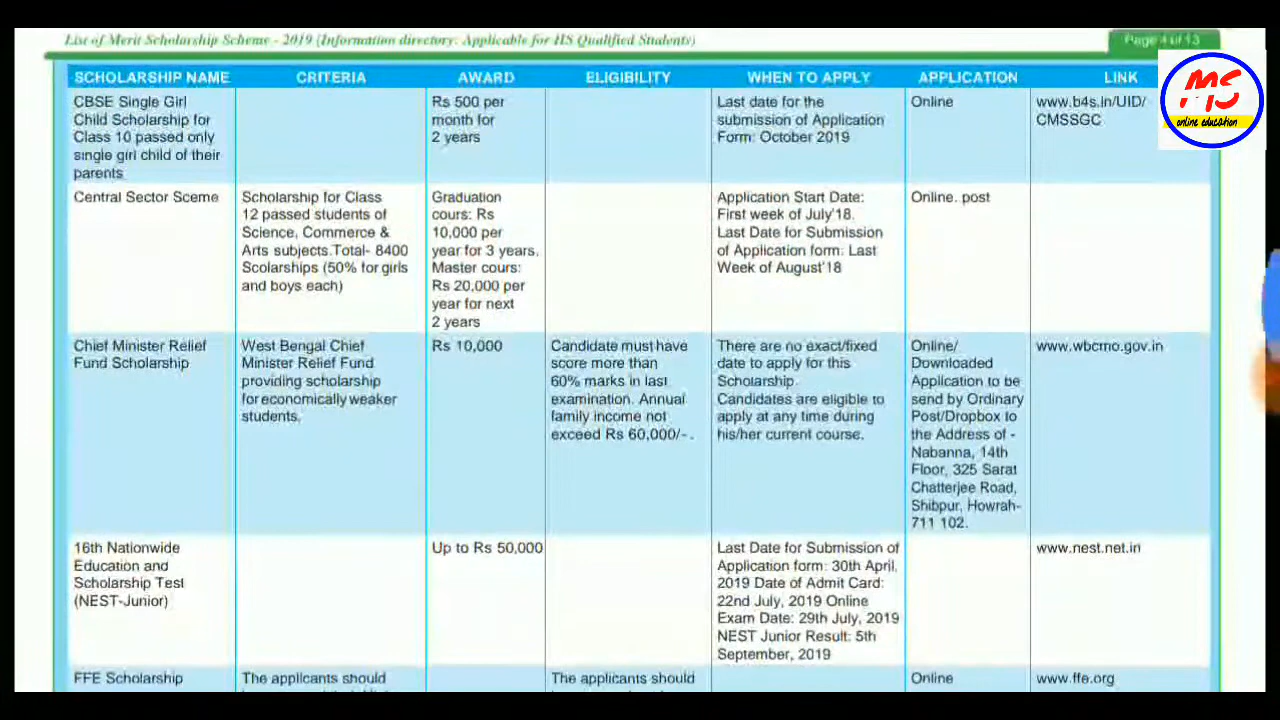 List of Merit Scholarship Scheme - 2019 (Information directory: Applicable for HS Qualified Students)
Page 4 of 13
SCHOLARSHIP NAME CRITERIA AWARD ELIGIBILITY WHEN TO APPLY APPLICATION LINK
MS
online education
CBSE Single Girl
Child Scholarship for
Class 10 passed only
single girl child of their
parents
Rs 500 per
month for
2 years
Last date for the
submission of Application
Form: October 2019
Online
www.b4s.in/UID/
CMSSGC
Central Sector Sceme
Scholarship for Class
12 passed students of
Science, Commerce &
Arts subjects.Total- 8400
Scolarships (50% for girls
and boys each)
Graduation
cours: Rs
10,000 per
year for 3 years.
Master cours:
Rs 20,000 per
year for next
2 years
Application Start Date:
First week of July'18.
Last Date for Submission
of Application form: Last
Week of August'18
Online. post
Chief Minister Relief
Fund Scholarship
West Bengal Chief
Minister Relief Fund
providing scholarship
for economically weaker
students.
Rs 10,000
Candidate must have
score more than
60% marks in last
examination. Annual
family income not
exceed Rs 60,000/-.
There are no exact/fixed
date to apply for this
Scholarship.
Candidates are eligible to
apply at any time during
his/her current course.
Online/
Downloaded
Application to be
send by Ordinary
Post/Dropbox to
the Address of -
Nabanna, 14th
Floor, 325 Sarat
Chatterjee Road,
Shibpur, Howrah-
711 102.
www.wbcmo.gov.in
16th Nationwide
Education and
Scholarship Test
(NEST-Junior)
Up to Rs 50,000
Last Date for Submission of
Application form: 30th April,
2019 Date of Admit Card:
22nd July, 2019 Online
Exam Date: 29th July, 2019
NEST Junior Result: 5th
September, 2019
www.nest.net.in
FFE Scholarship
The applicants should
The applicants should
Online
www.ffe.org